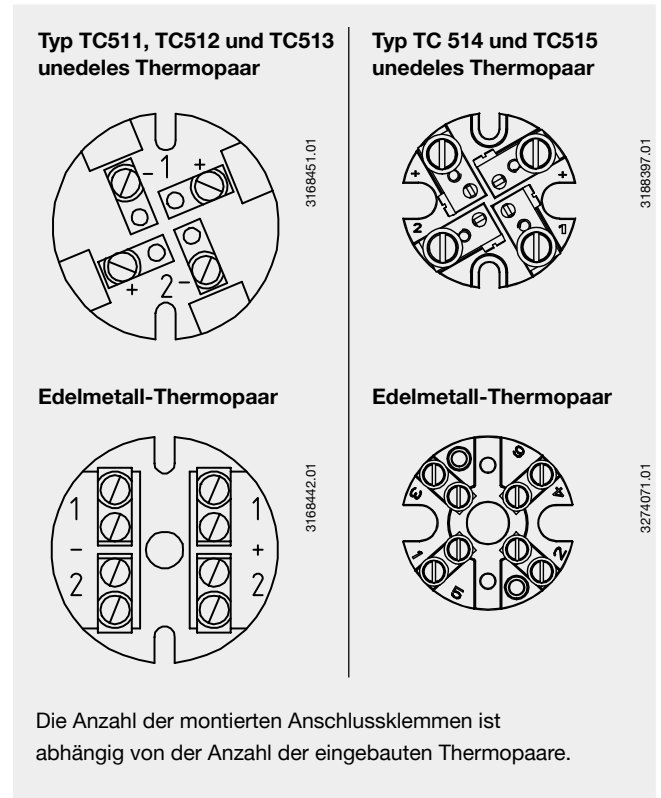 Typ TC511, TC512 und TC513
unedeles Thermopaar
- 1 +
+ 2 -
3168451.01
Typ TC 514 und TC515
unedeles Thermopaar
+ +
2 1
3188397.01
Edelmetall-Thermopaar
1 1
- +
2 2
3168442.01
Edelmetall-Thermopaar
6
3 4
1 2
5
3274071.01
Die Anzahl der montierten Anschlussklemmen ist
abhängig von der Anzahl der eingebauten Thermopaare.